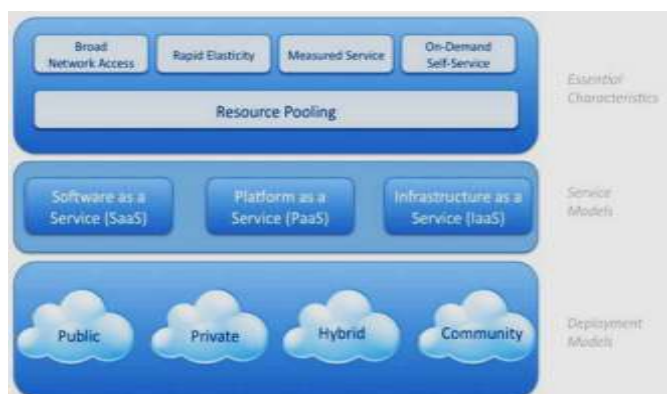 Broad
Network Access
Rapid Elasticity
Measured Service
On-Demand
Self-Service
Resource Pooling
Essential
Characteristics
Software as a
Service (SaaS)
Platform as a
Service (PaaS)
Infrastructure as a
Service (IaaS)
Service
Models
Public
Private
Hybrid
Community
Deployment
Models